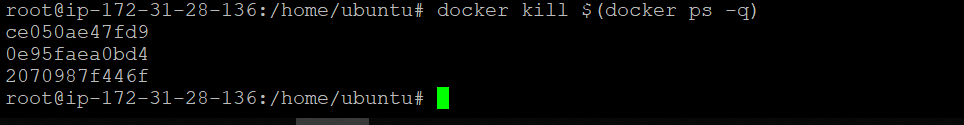 root@ip-172-31-28-136:/home/ubuntu# docker kill $(docker ps -q)
ce050ae47fd9
0e95faea0bd4
2070987f446f
root@ip-172-31-28-136:/home/ubuntu#